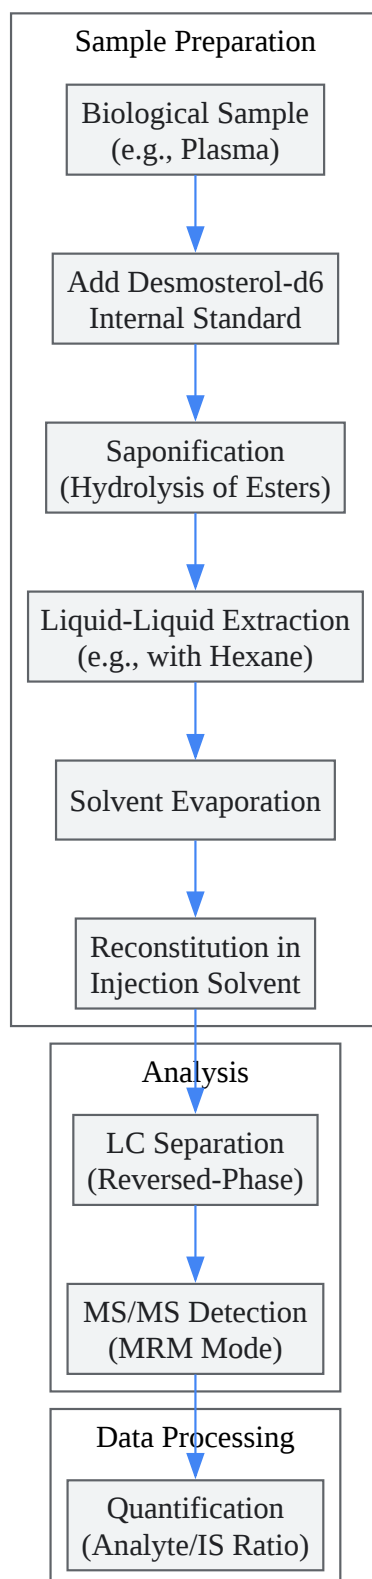 Sample Preparation
Biological Sample
(e.g., Plasma)
Add Desmosterol-d6
Internal Standard
Saponification
(Hydrolysis of Esters)
Liquid-Liquid Extraction
(e.g., with Hexane)
Solvent Evaporation
Reconstitution in
Injection Solvent
Analysis
LC Separation
(Reversed-Phase)
MS/MS Detection
(MRM Mode)
Data Processing
Quantification
(Analyte/IS Ratio)